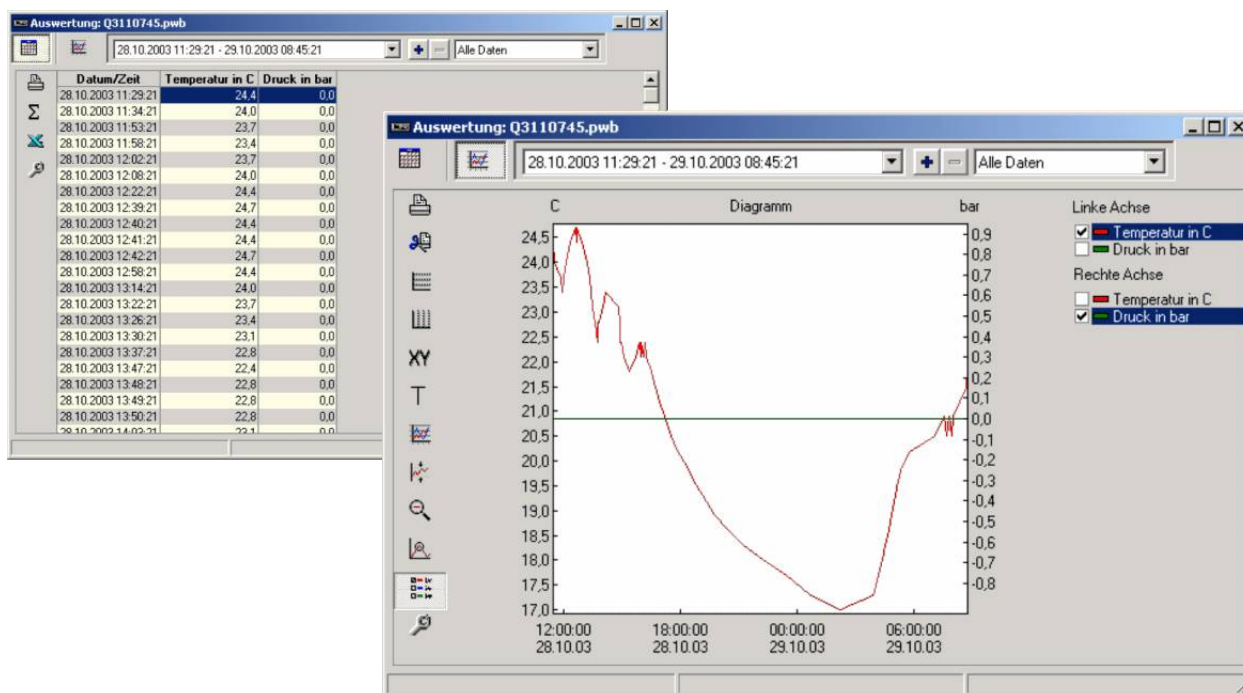 Auswertung: Q3110745.pwb
28.10.2003 11:29:21 - 29.10.2003 08:45:21
Alle Daten
Datum/Zeit Temperatur in C Druck in bar
28.10.2003 11:29:21 24,4 0,0
28.10.2003 11:34:21 24,0 0,0
28.10.2003 11:53:21 23,7 0,0
28.10.2003 11:58:21 23,4 0,0
28.10.2003 12:02:21 23,7 0,0
28.10.2003 12:08:21 24,0 0,0
28.10.2003 12:22:21 24,4 0,0
28.10.2003 12:39:21 24,7 0,0
28.10.2003 12:40:21 24,4 0,0
28.10.2003 12:41:21 24,4 0,0
28.10.2003 12:42:21 24,7 0,0
28.10.2003 12:58:21 24,4 0,0
28.10.2003 13:14:21 24,0 0,0
28.10.2003 13:22:21 23,7 0,0
28.10.2003 13:26:21 23,4 0,0
28.10.2003 13:30:21 23,1 0,0
28.10.2003 13:37:21 22,8 0,0
28.10.2003 13:47:21 22,4 0,0
28.10.2003 13:48:21 22,8 0,0
28.10.2003 13:49:21 22,8 0,0
28.10.2003 13:50:21 22,8 0,0
28.10.2003 14:03:21 23,1 0,0
Auswertung: Q3110745.pwb
28.10.2003 11:29:21 - 29.10.2003 08:45:21
Alle Daten
C Diagramm bar
24,5
24,0
23,5
23,0
22,5
22,0
21,5
21,0
20,5
20,0
19,5
19,0
18,5
18,0
17,5
17,0
0,9
0,8
0,7
0,6
0,5
0,4
0,3
0,2
0,1
0,0
-0,1
-0,2
-0,3
-0,4
-0,5
-0,6
-0,7
-0,8
12:00:00 18:00:00 00:00:00 06:00:00
28.10.03 28.10.03 29.10.03 29.10.03
Linke Achse
Temperatur in C
Druck in bar
Rechte Achse
Temperatur in C
Druck in bar
XY
T
Σ